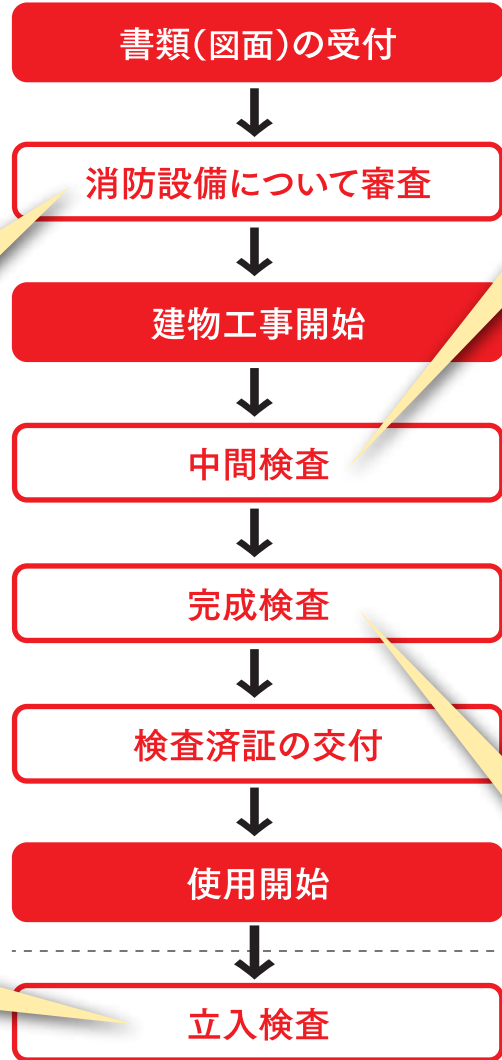 書類(図面)の受付
消防設備について審査
建物工事開始
中間検査
完成検査
検査済証の交付
使用開始
立入検査